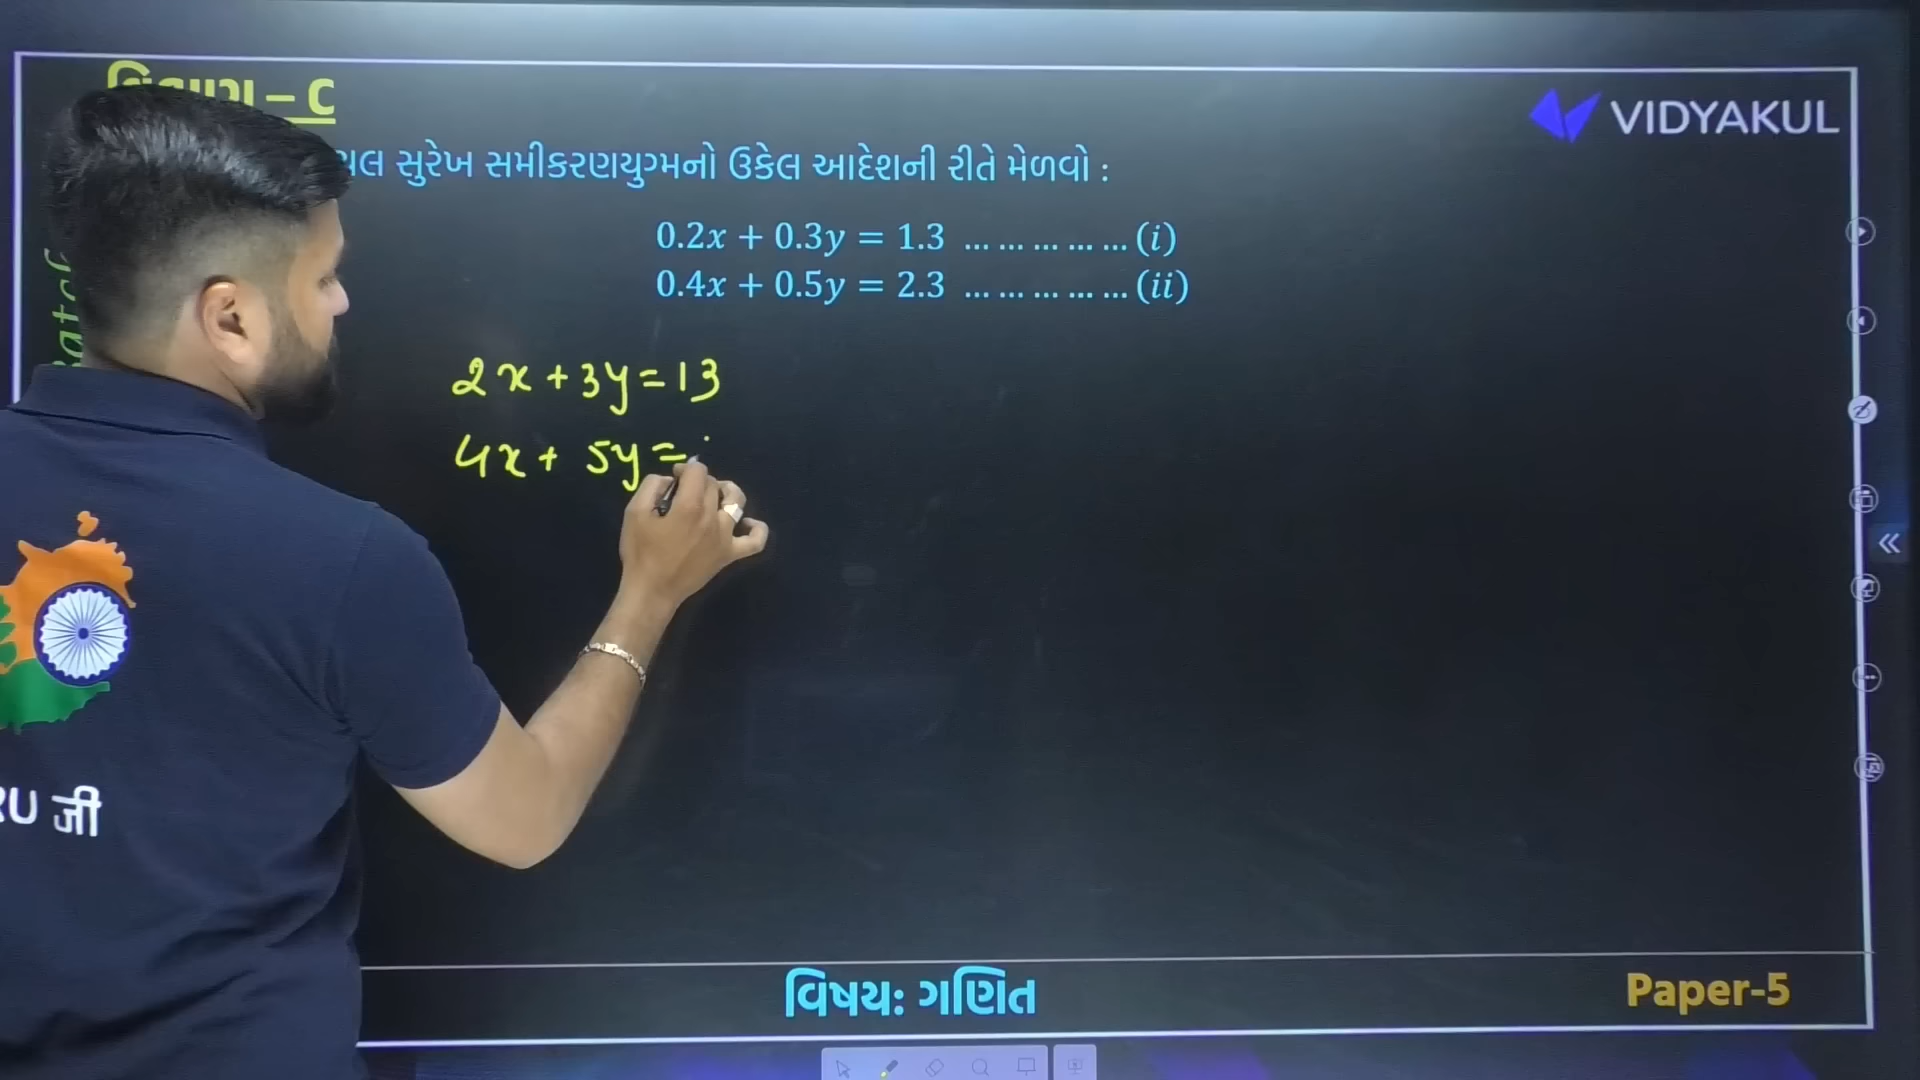 – C
VIDYAKUL
સુરેખ સમીકરણયુગ્મનો ઉકેલ આદેશની રીતે મેળવો :
0.2x + 0.3y = 1.3 ... ... ... ... ... (i)
0.4x + 0.5y = 2.3 ... ... ... ... ... (ii)
2x + 3y = 13
4x + 5y =
जी
વિષય: ગણિત
Paper-5